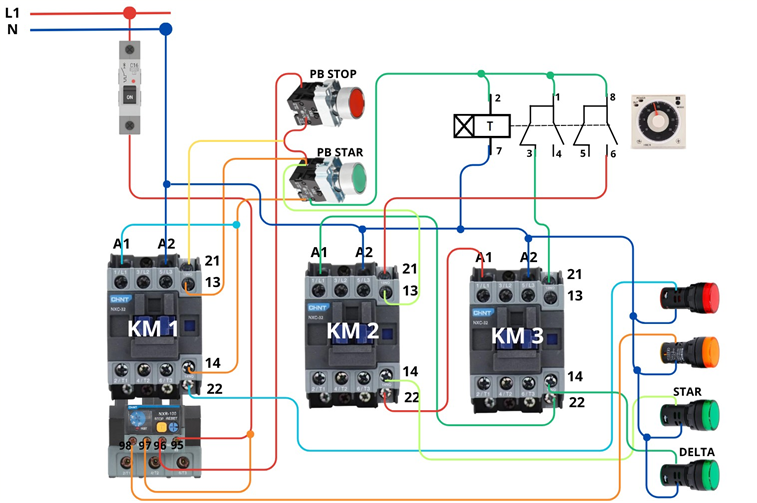 L1
N
C16
ON
PB STOP
PB STAR
2
1
8
T
7
3
4
5
6
A1
A2
21
13
CHNT
KM 1
14
22
98
97
96
95
A1
A2
21
13
CHNT
KM 2
14
22
A1
A2
21
13
CHNT
KM 3
14
22
STAR
DELTA